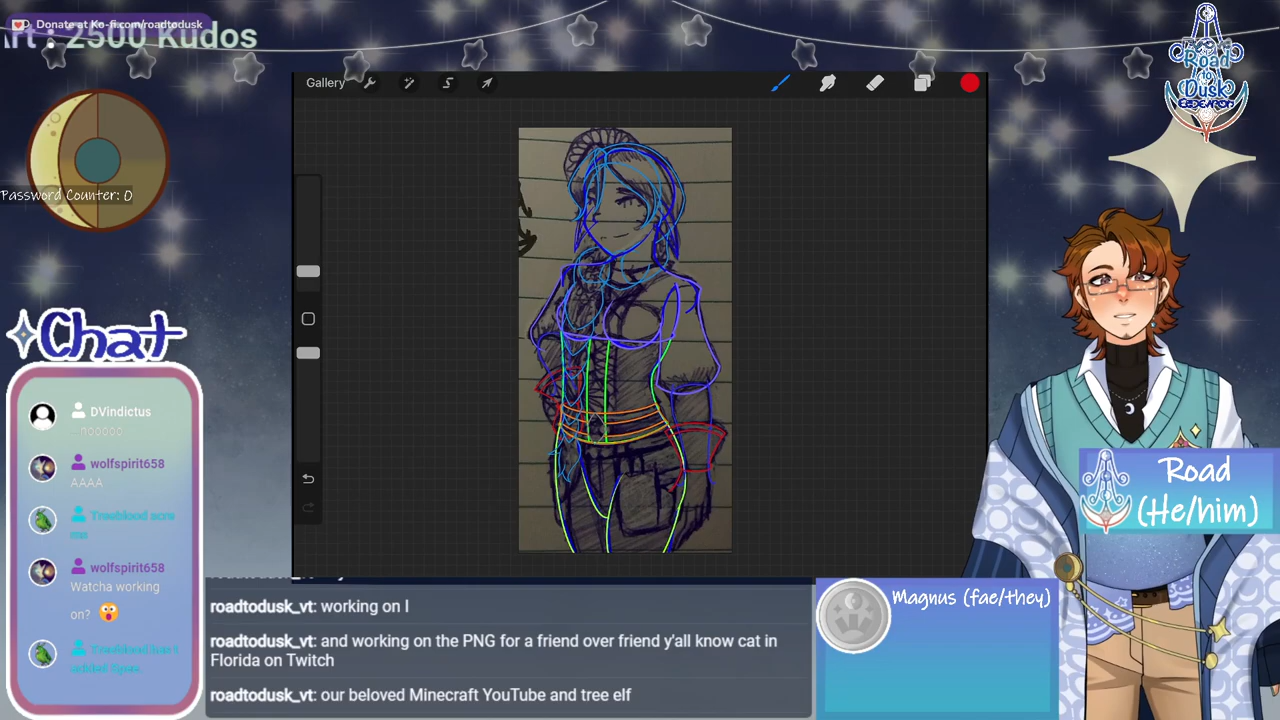 Donate at Ko-fi.com/roadtodusk
: 2500 Kudos
Password Counter: 0
Gallery
Road
to
Dusk
Chat
DVindictus
wolfspirit658
AAAA
wolfspirit658
Watcha working
on? 😲
roadtodusk_vt: working on I
roadtodusk_vt: and working on the PNG for a friend over friend y'all know cat in
Florida on Twitch
roadtodusk_vt: our beloved Minecraft YouTube and tree elf
Magnus (fae/they)
Road
(He/him)